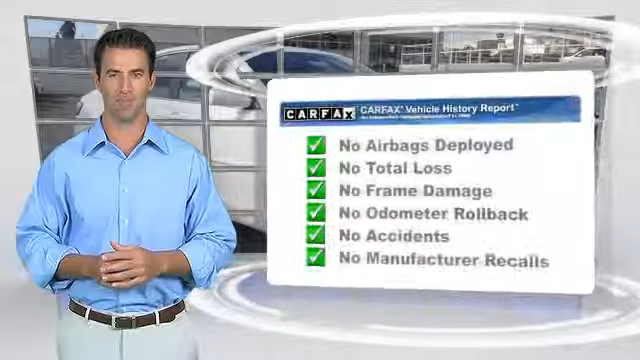 CARFAX CARFAX Vehicle History Report™
No Airbags Deployed
No Total Loss
No Frame Damage
No Odometer Rollback
No Accidents
No Manufacturer Recalls